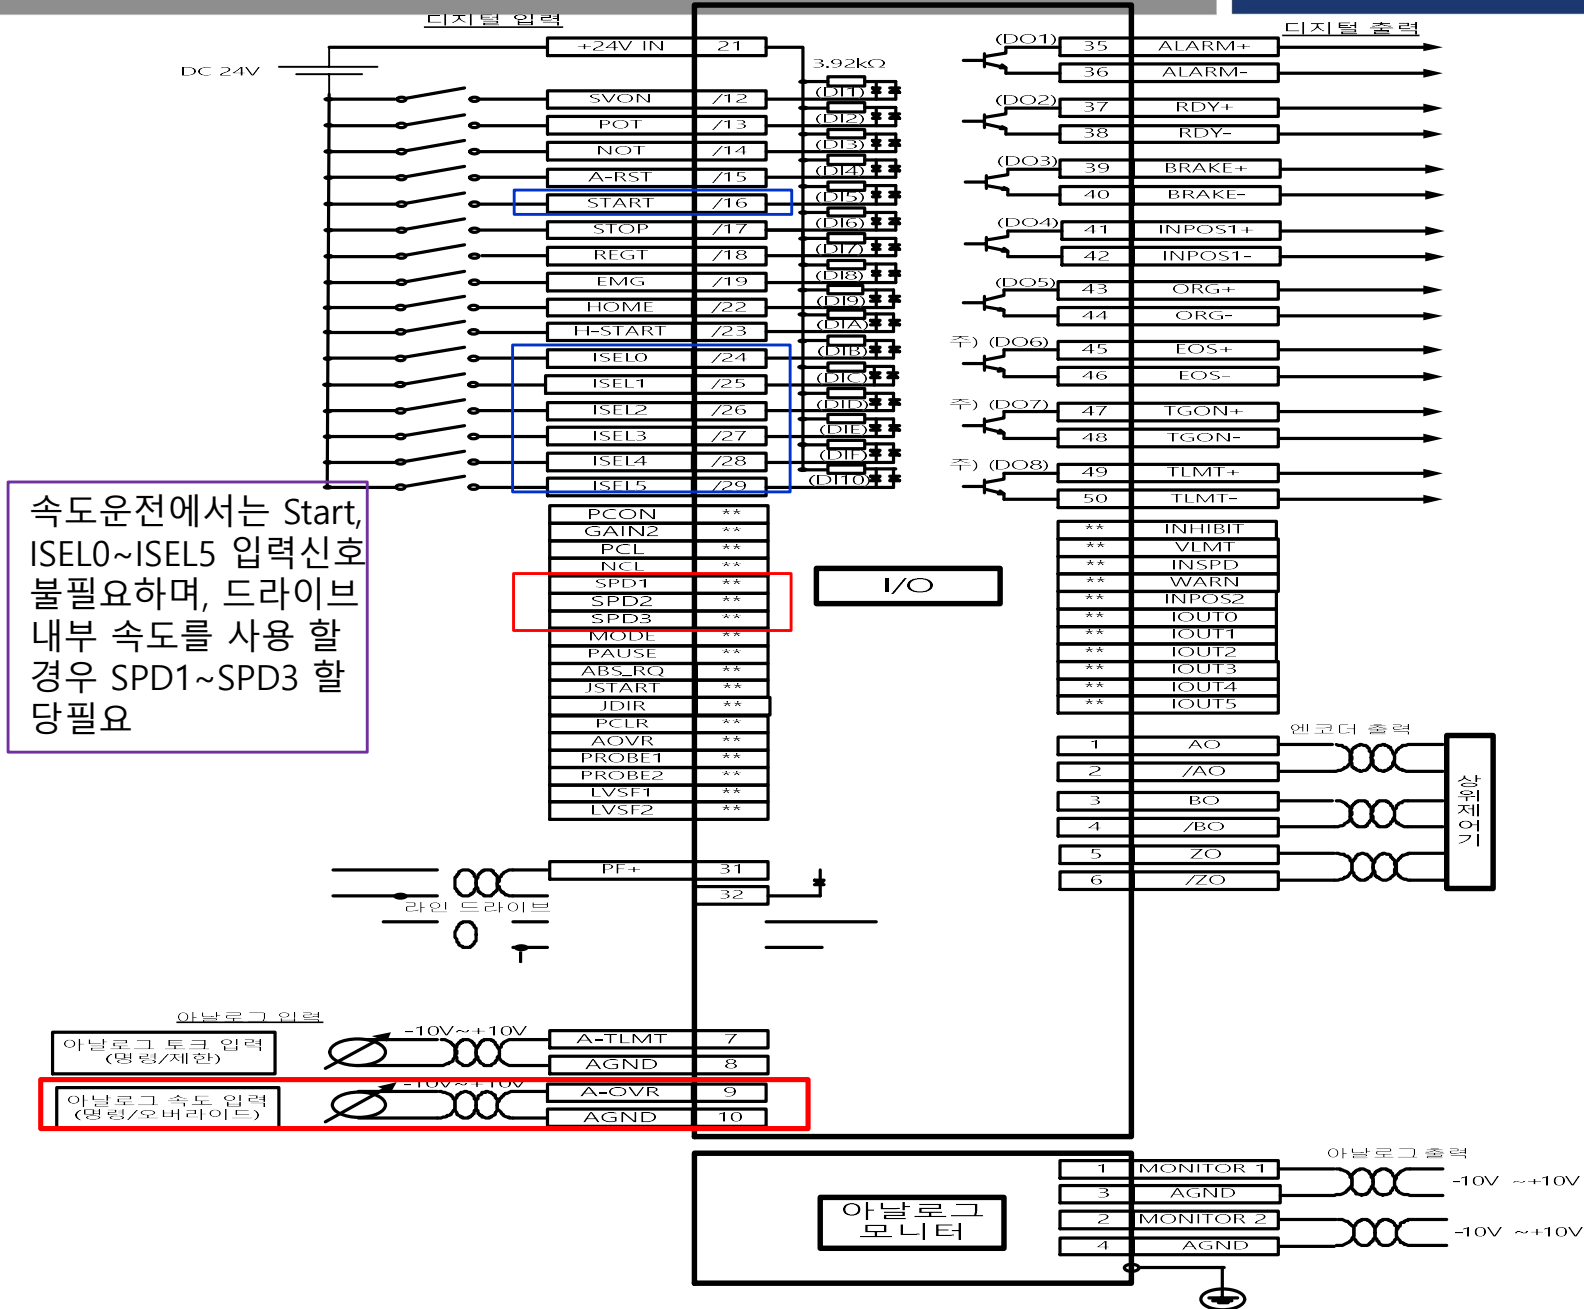 디지털 입력
디지털 출력
DC 24V
+24V IN 21
3.92kΩ
SVON /12 (DI1)
POT /13 (DI2)
NOT /14 (DI3)
A-RST /15 (DI4)
START /16 (DI5)
STOP /17 (DI6)
REGT /18 (DI7)
EMG /19 (DI8)
HOME /22 (DI9)
H-START /23 (DIA)
ISEL0 /24 (DIB)
ISEL1 /25 (DIC)
ISEL2 /26 (DID)
ISEL3 /27 (DIE)
ISEL4 /28 (DIF)
ISEL5 /29 (DI10)
PCON **
GAIN2 **
PCL **
NCL **
SPD1 **
SPD2 **
SPD3 **
MODE **
PAUSE **
ABS_RQ **
JSTART **
JDIR **
PCLR **
AOVR **
PROBE1 **
PROBE2 **
LVSF1 **
LVSF2 **
속도운전에서는 Start,
ISEL0~ISEL5 입력신호
불필요하며, 드라이브
내부 속도를 사용 할
경우 SPD1~SPD3 할
당필요
I/O
(DO1) 35 ALARM+
36 ALARM-
(DO2) 37 RDY+
38 RDY-
(DO3) 39 BRAKE+
40 BRAKE-
(DO4) 41 INPOS1+
42 INPOS1-
(DO5) 43 ORG+
44 ORG-
주) (DO6) 45 EOS+
46 EOS-
주) (DO7) 47 TGON+
48 TGON-
주) (DO8) 49 TLMT+
50 TLMT-
** INHIBIT
** VLMT
** INSPD
** WARN
** INPOS2
** IOUT0
** IOUT1
** IOUT2
** IOUT3
** IOUT4
** IOUT5
엔코더 출력
1 AO
2 /AO
3 BO
4 /BO
5 ZO
6 /ZO
상위제어기
PF+ 31
32
라인 드라이브
아날로그 입력
아날로그 토크 입력
(명령/제한)
-10V~+10V
A-TLMT 7
AGND 8
아날로그 속도 입력
(명령/오버라이드)
-10V~+10V
A-OVR 9
AGND 10
아날로그
모니터
아날로그 출력
1 MONITOR 1
3 AGND
-10V ~+10V
2 MONITOR 2
4 AGND
-10V ~+10V